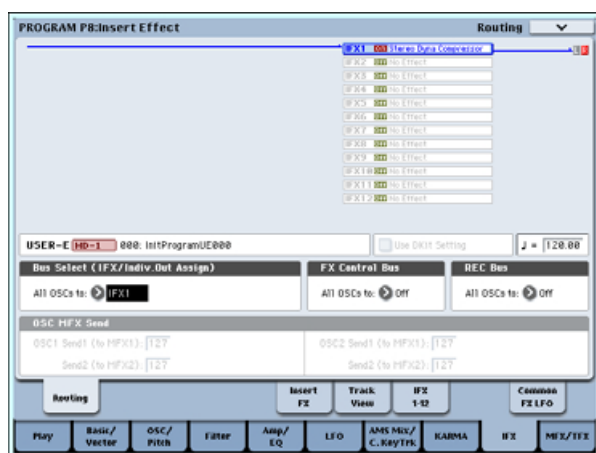 PROGRAM P8:Insert Effect Routing
IFX1 ON Stereo Dyna Compressor
IFX2 No Effect
IFX3 No Effect
IFX4 No Effect
IFX5 No Effect
IFX6 No Effect
IFX7 No Effect
IFX8 No Effect
IFX9 No Effect
IFX10 No Effect
IFX11 No Effect
IFX12 No Effect
USER-E HD-1 000: InitProgramUE000 Use DKit Setting ♩ = 120.00
Bus Select (IFX/Indiv.Out Assign) FX Control Bus REC Bus
All OSCs to: IFX1 All OSCs to: Off All OSCs to: Off
OSC MFX Send
OSC1 Send1 (to MFX1): 127 OSC2 Send1 (to MFX1): 127
Send2 (to MFX2): 127 Send2 (to MFX2): 127
Routing Insert FX Track View IFX 1-12 Common FX LFO
Play Basic/Vector OSC/Pitch Filter Amp/EQ LFO AMS Mix/C.KeyTrk KARMA IFX MFX/TFX